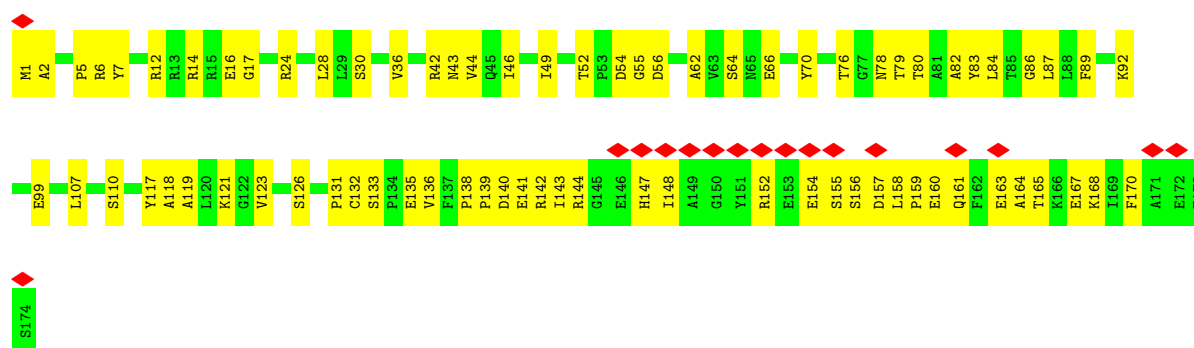 M1 A2 P5 R6 Y7 R12 R13 R14 R15 E16 G17 R24 L28 L29 S30 V36 R42 N43 V44 Q45 I46 I49 T52 P53 D54 G55 D56 A62 V63 S64 N65 E66 Y70 T76 G77 N78 T79 T80 A81 A82 Y83 L84 T85 G86 L87 L88 F89 K92
E99 L107 S110 Y117 A118 A119 L120 K121 G122 V123 S126 P131 C132 S133 P134 E135 V136 F137 P138 P139 D140 E141 R142 I143 R144 G145 E146 H147 I148 A149 G150 Y151 R152 E153 E154 S155 S156 D157 L158 P159 E160 Q161 F162 E163 A164 T165 K166 E167 K168 I169 F170 A171 E172
S174